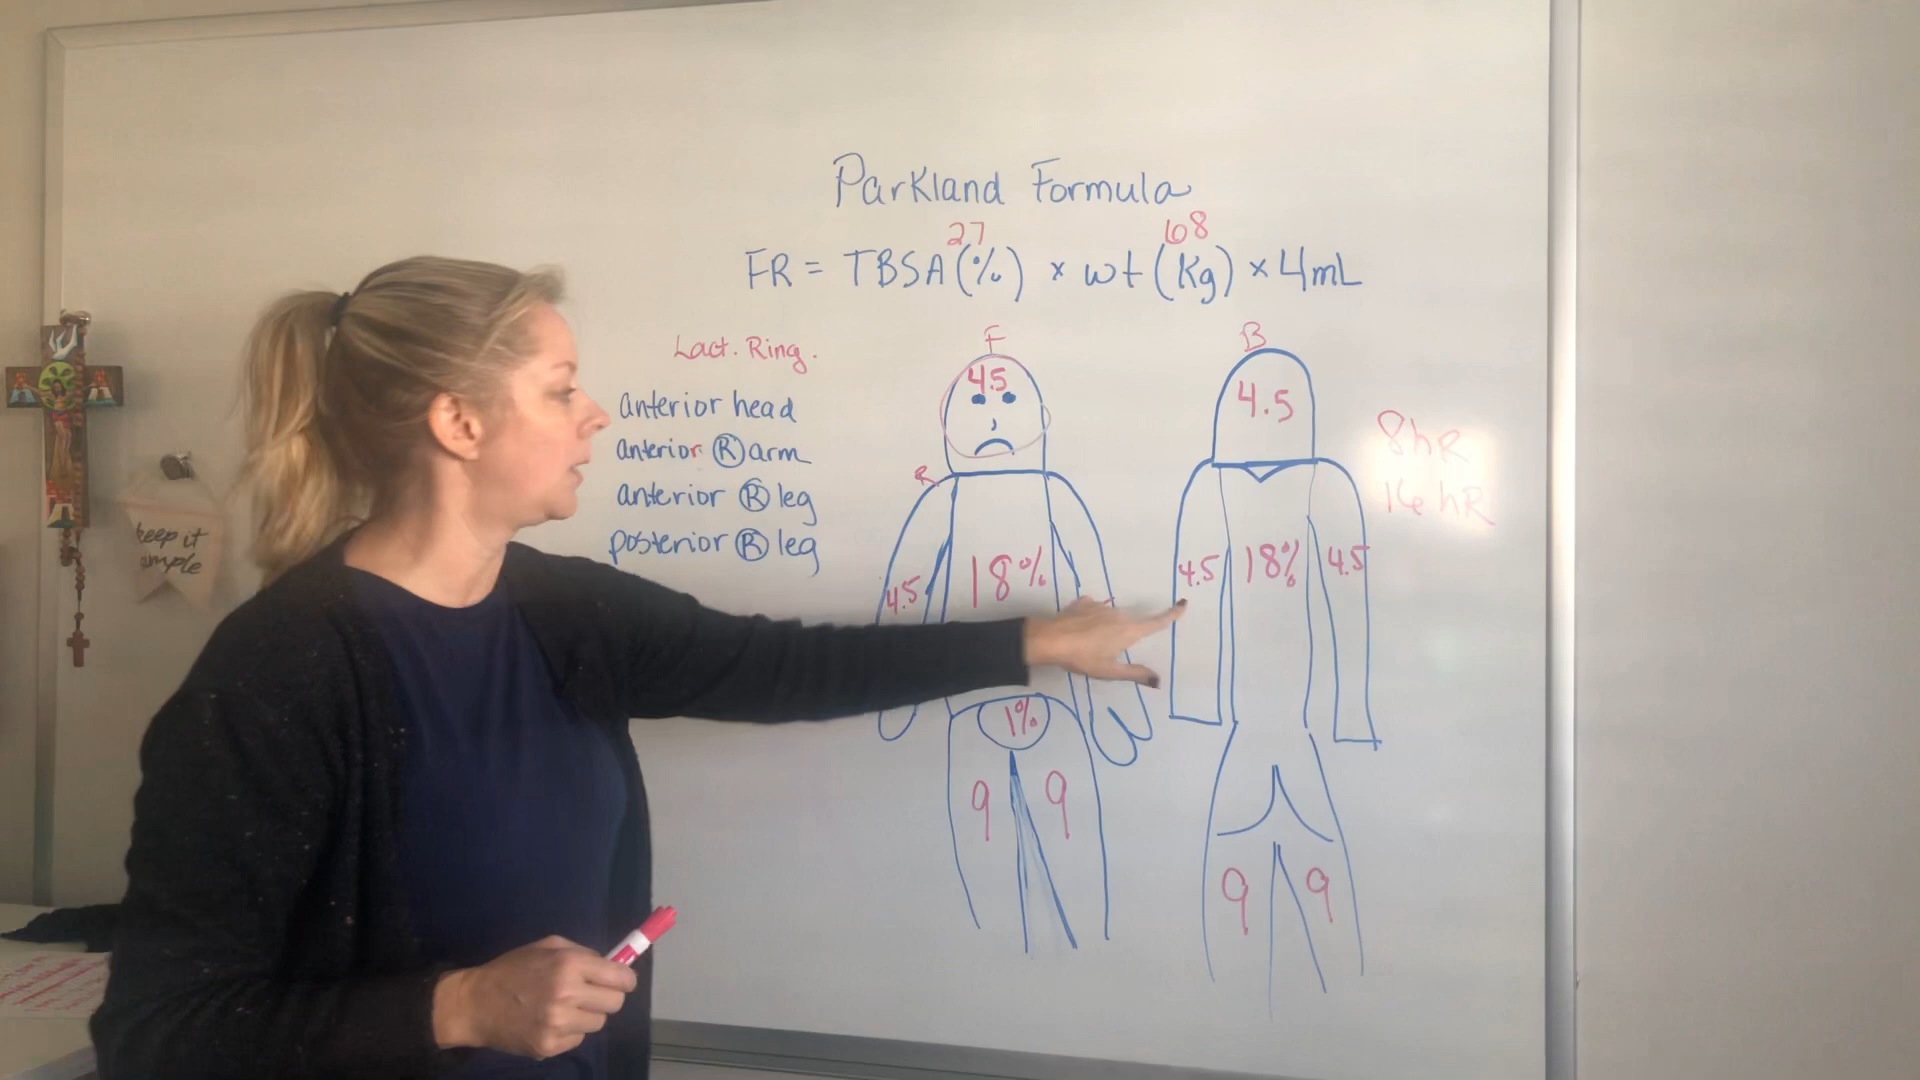 Parkland Formula
27 68
FR = TBSA (%) × wt (Kg) × 4mL
Lact. Ring.
anterior head
anterior Ⓡ arm
anterior Ⓡ leg
posterior Ⓡ leg
F
4.5
R
4.5
18%
1%
9 9
B
4.5
4.5 18% 4.5
9 9
8hR
16hR
keep it
simple